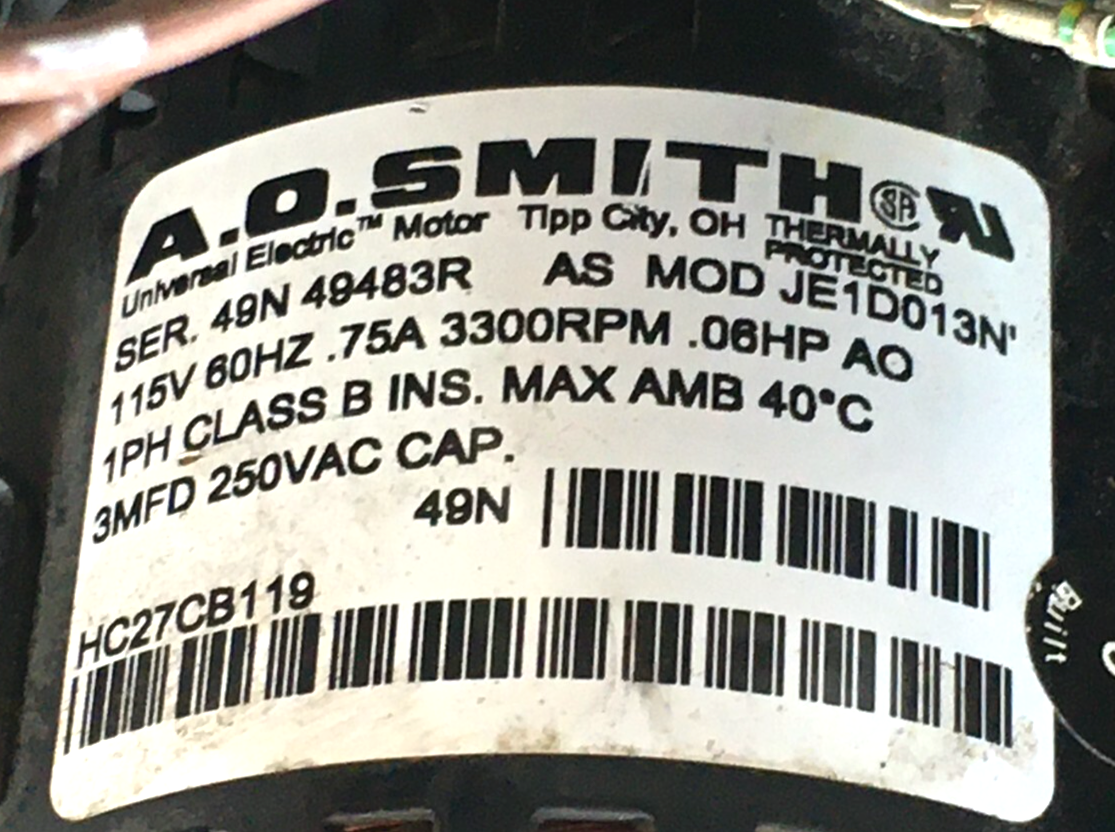 A.O.SMITH
Universal Electric™ Motor Tipp City, OH THERMALLY
PROTECTED
SER. 49N 49483R AS MOD JE1D013N'
115V 60HZ .75A 3300RPM .06HP AO
1PH CLASS B INS. MAX AMB 40°C
3MFD 250VAC CAP.
49N
HC27CB119
Built